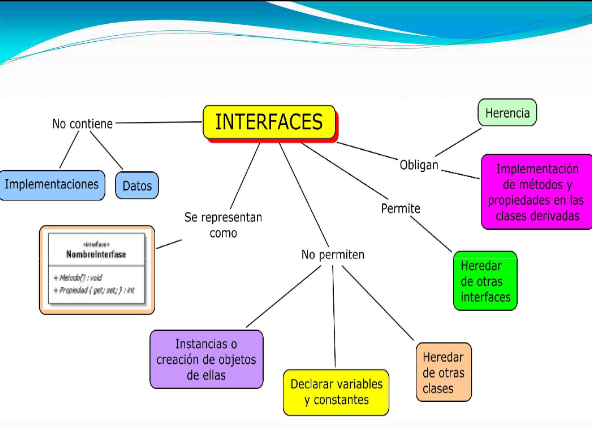 INTERFACES
No contiene
Implementaciones
Datos
Se representan
como
«interface»
NombreInterfase
+ Metodo() : void
+ Propiedad { get; set; } : int
No permiten
Instancias o
creación de objetos
de ellas
Declarar variables
y constantes
Heredar
de otras
clases
Permite
Heredar
de otras
interfaces
Obligan
Herencia
Implementación
de métodos y
propiedades en las
clases derivadas